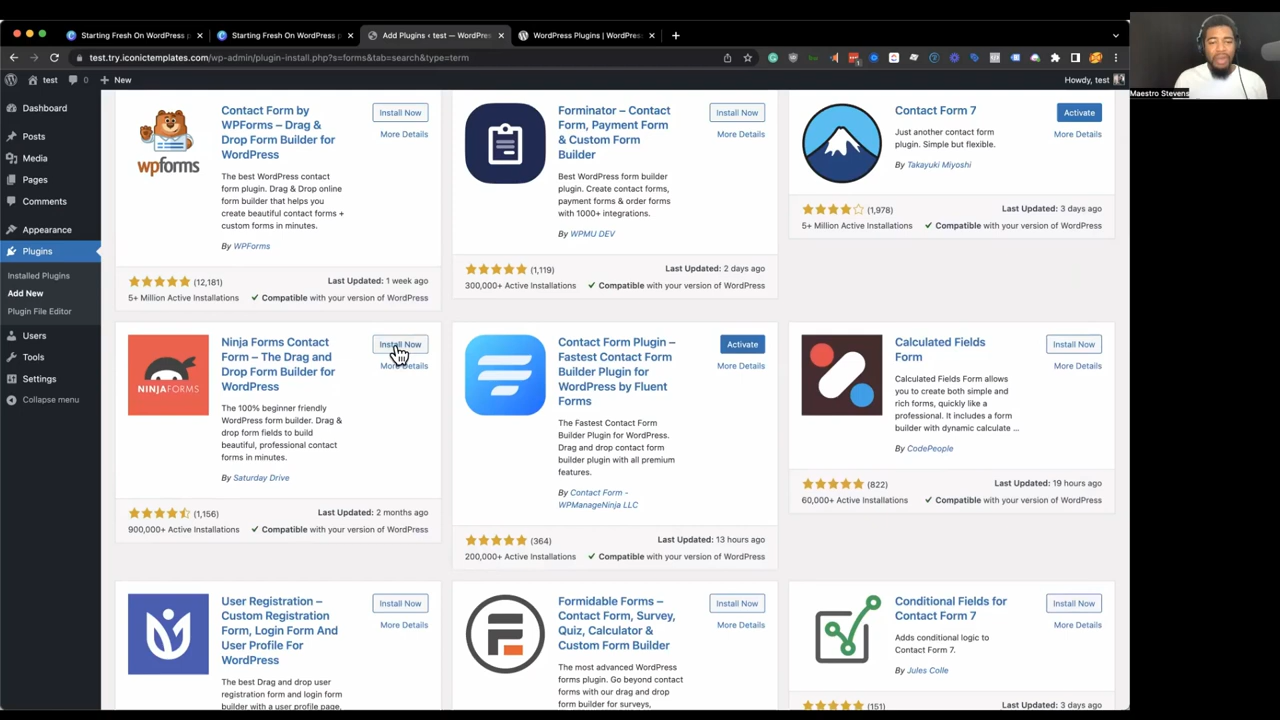 Starting Fresh On WordPress p
Starting Fresh On WordPress p
Add Plugins ‹ test — WordPres
WordPress Plugins | WordPress
test.try.iconictemplates.com/wp-admin/plugin-install.php?s=forms&tab=search&type=term
test
0
New
Howdy, test
Maestro Stevens
Dashboard
Posts
Media
Pages
Comments
Appearance
Plugins
Installed Plugins
Add New
Plugin File Editor
Users
Tools
Settings
Collapse menu
wpforms
Contact Form by
WPForms – Drag &
Drop Form Builder for
WordPress
Install Now
More Details
The best WordPress contact
form plugin. Drag & Drop online
form builder that helps you
create beautiful contact forms +
custom forms in minutes.
By WPForms
(12,181)
Last Updated: 1 week ago
5+ Million Active Installations
Compatible with your version of WordPress
Forminator – Contact
Form, Payment Form
& Custom Form
Builder
Install Now
More Details
Best WordPress form builder
plugin. Create contact forms,
payment forms & order forms
with 1000+ integrations.
By WPMU DEV
(1,119)
Last Updated: 2 days ago
300,000+ Active Installations
Compatible with your version of WordPress
Contact Form 7
Activate
More Details
Just another contact form
plugin. Simple but flexible.
By Takayuki Miyoshi
(1,978)
Last Updated: 3 days ago
5+ Million Active Installations
Compatible with your version of WordPress
NINJAFORMS
Ninja Forms Contact
Form – The Drag and
Drop Form Builder for
WordPress
Install Now
More Details
The 100% beginner friendly
WordPress form builder. Drag &
drop form fields to build
beautiful, professional contact
forms in minutes.
By Saturday Drive
(1,156)
Last Updated: 2 months ago
900,000+ Active Installations
Compatible with your version of WordPress
Contact Form Plugin –
Fastest Contact Form
Builder Plugin for
WordPress by Fluent
Forms
Activate
More Details
The Fastest Contact Form
Builder Plugin for WordPress.
Drag and drop contact form
builder plugin with all premium
features.
By Contact Form -
WPManageNinja LLC
(364)
Last Updated: 13 hours ago
200,000+ Active Installations
Compatible with your version of WordPress
Calculated Fields
Form
Install Now
More Details
Calculated Fields Form allows
you to create both simple and
rich forms, quickly like a
professional. It includes a form
builder with dynamic calculate ...
By CodePeople
(822)
Last Updated: 19 hours ago
60,000+ Active Installations
Compatible with your version of WordPress
User Registration –
Custom Registration
Form, Login Form And
User Profile For
WordPress
Install Now
More Details
The best Drag and drop user
registration form and login form
builder with a user profile page,
Formidable Forms –
Contact Form, Survey,
Quiz, Calculator &
Custom Form Builder
Install Now
More Details
The most advanced WordPress
forms plugin. Go beyond contact
forms with our drag and drop
form builder for surveys,
Conditional Fields for
Contact Form 7
Install Now
More Details
Adds conditional logic to
Contact Form 7.
By Jules Colle
(151)
Last Updated: 3 days ago